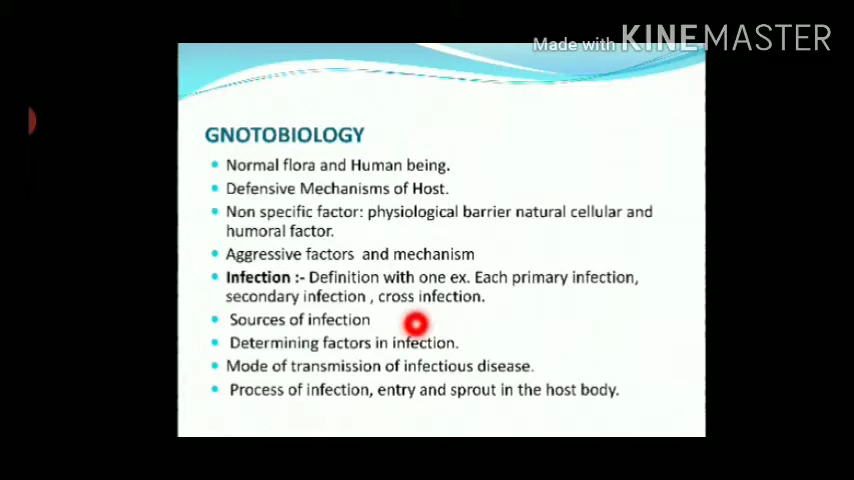 Made with KINEMASTER
GNOTOBIOLOGY
Normal flora and Human being.
Defensive Mechanisms of Host.
Non specific factor: physiological barrier natural cellular and
humoral factor.
Aggressive factors and mechanism
Infection :- Definition with one ex. Each primary infection,
secondary infection , cross infection.
Sources of infection
Determining factors in infection.
Mode of transmission of infectious disease.
Process of infection, entry and sprout in the host body.